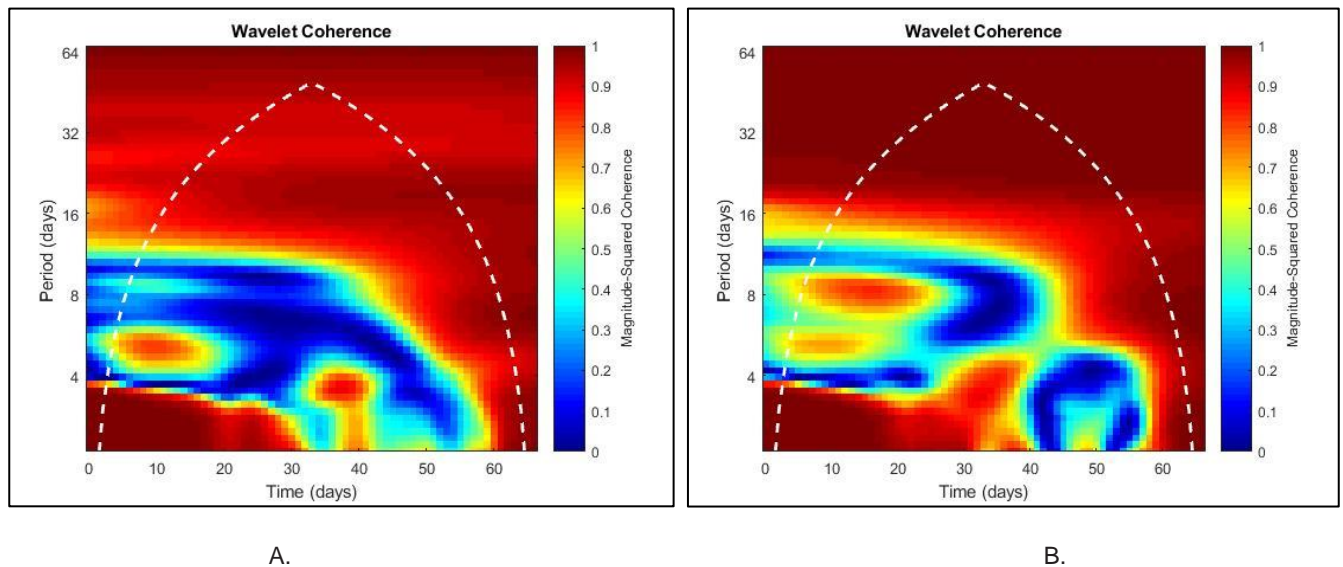 Wavelet Coherence
64
32
16
8
4
Period (days)
0 10 20 30 40 50 60
Time (days)
1
0.9
0.8
0.7
0.6
0.5
0.4
0.3
0.2
0.1
0
Magnitude-Squared Coherence
A.
Wavelet Coherence
64
32
16
8
4
Period (days)
0 10 20 30 40 50 60
Time (days)
1
0.9
0.8
0.7
0.6
0.5
0.4
0.3
0.2
0.1
0
Magnitude-Squared Coherence
B.